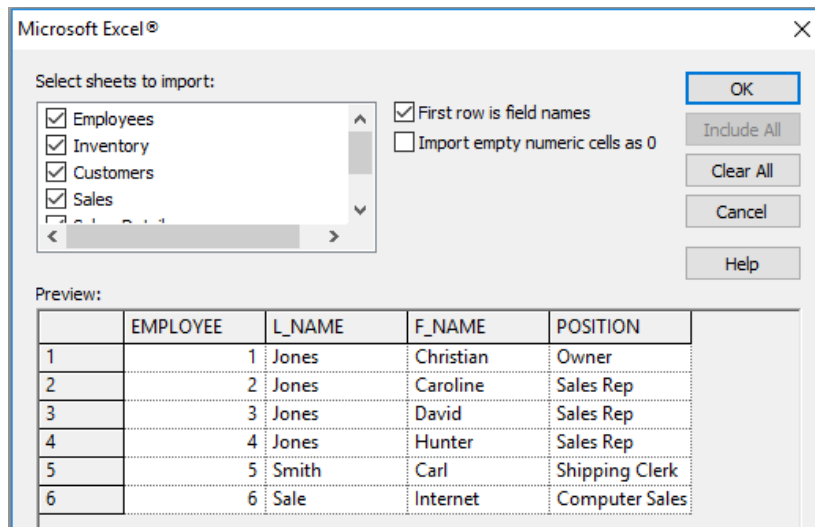 Microsoft Excel®
Select sheets to import:
Employees
Inventory
Customers
Sales
First row is field names
Import empty numeric cells as 0
OK
Include All
Clear All
Cancel
Help
Preview:
EMPLOYEE L_NAME F_NAME POSITION
1 1 Jones Christian Owner
2 2 Jones Caroline Sales Rep
3 3 Jones David Sales Rep
4 4 Jones Hunter Sales Rep
5 5 Smith Carl Shipping Clerk
6 6 Sale Internet Computer Sales